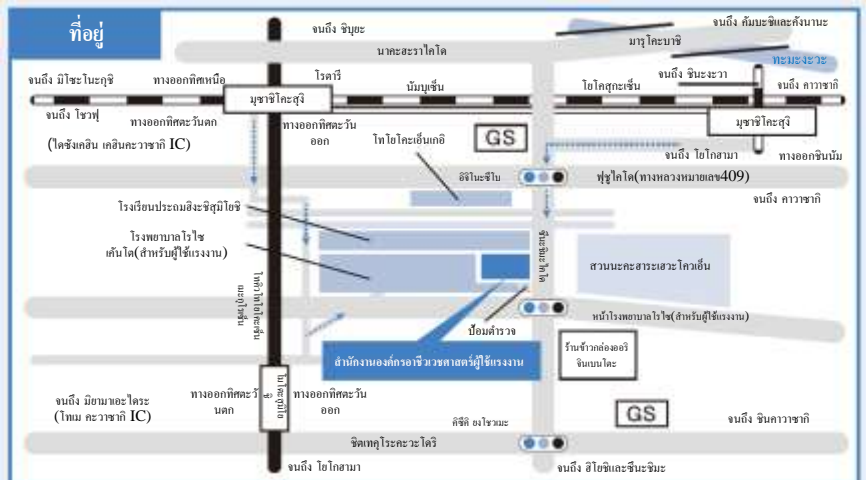 ที่อยู่
จนถึง ชิบุยะ
นาคะฮะราไคโด
มารุโคะบาชิ
จนถึง คัมบะชิและคังนานะ
ทะมะงะวะ
จนถึง มิโซะโนะกุชิ
ทางออกทิศเหนือ
โรตารี่
นัมบุเซ็น
โยโคสุกะเซ็น
จนถึง ชินะงะวา
จนถึง คาวาซากิ
มุซาชิโคะสุงิ
จนถึง โชวฟุ
ทางออกทิศตะวันตก
(ไดซังเคฮิน เคฮินคะวาซากิ IC)
ทางออกทิศตะวัน
ออก
โทโยโคะเอ็นเกอิ
GS
มุซาชิโคะสุงิ
จนถึง โยโกฮามา
ทางออกชินนัม
ฟุชูไคโด(ทางหลวงหมายเลข409)
จนถึง คาวาซากิ
โรงเรียนประถมฮิงะชิสุมิโยชิ
โรงพยาบาลโรไซ
เค้นโต(สำหรับผู้ใช้แรงงาน)
สวนนะคะฮาระเฮวะโควเอ็น
ป้อมตำรวจ
หน้าโรงพยาบาลโรไซ(สำหรับผู้ใช้แรงงาน)
สำนักงานองค์กรอาชีวเวชศาสตร์ผู้ใช้แรงงาน
ร้านข้าวกล่องออริ
จินเบนโตะ
จนถึง มิยามาเอะไดระ
(โทเม คะวาซากิ IC)
ทางออกทิศตะวั
นตก
ทางออกทิศตะวัน
ออก
GS
จนถึง ชินคาวาซากิ
ชิตเทคุโระคะวะโดริ
จนถึง โยโกฮามา
จนถึง ฮิโยชิและชึนะชิมะ